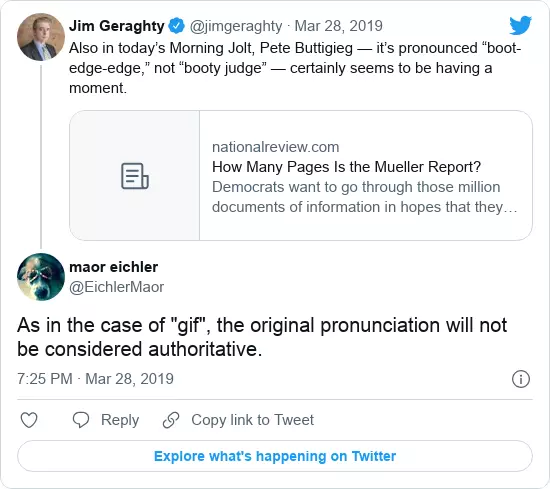 Jim Geraghty @jimgeraghty · Mar 28, 2019
Also in today's Morning Jolt, Pete Buttigieg — it's pronounced “boot-
edge-edge,” not “booty judge” — certainly seems to be having a
moment.
nationalreview.com
How Many Pages Is the Mueller Report?
Democrats want to go through those million
documents of information in hopes that they…
maor eichler
@EichlerMaor
As in the case of "gif", the original pronunciation will not
be considered authoritative.
7:25 PM · Mar 28, 2019
Reply Copy link to Tweet
Explore what's happening on Twitter